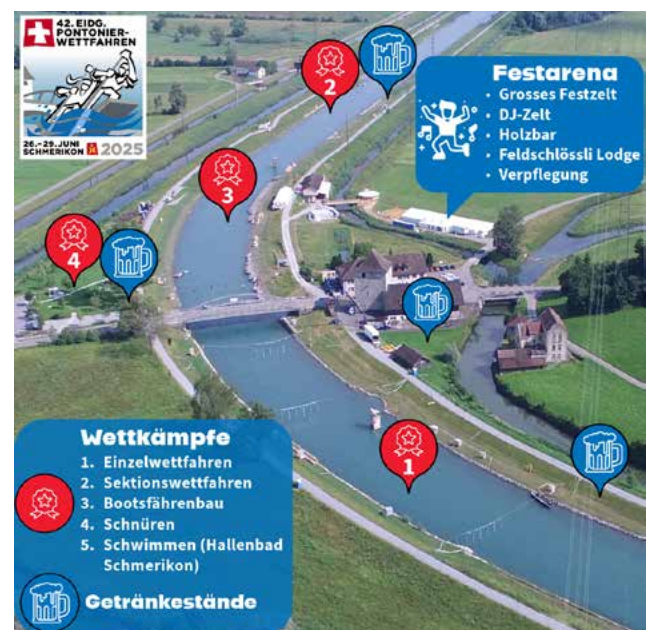 42. EIDG.
PONTONIER-
WETTFAHREN
26.–29. JUNI
SCHMERIKON 2025
2
3
4
1
Festarena
• Grosses Festzelt
• DJ-Zelt
• Holzbar
• Feldschlössli Lodge
• Verpflegung
Wettkämpfe
1. Einzelwettfahren
2. Sektionswettfahren
3. Bootsfährenbau
4. Schnüren
5. Schwimmen (Hallenbad
Schmerikon)
Getränkestände